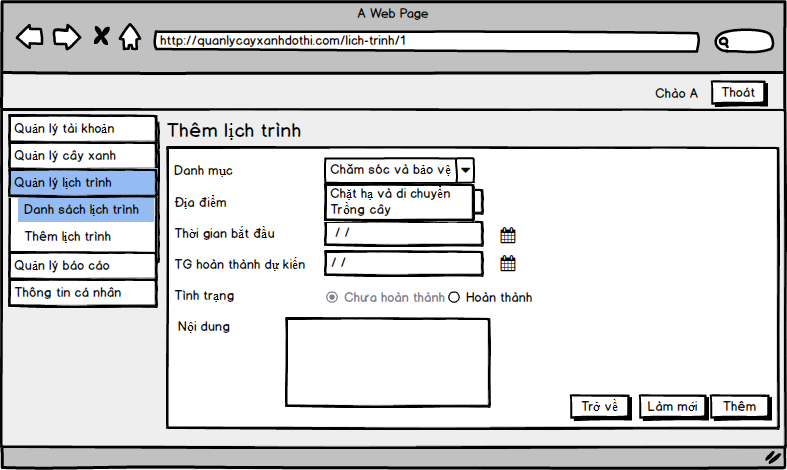 A Web Page
http://quanlycayxanhdothi.com/lich-trinh/1
Chào A
Thoát
Quản lý tài khoản
Quản lý cây xanh
Quản lý lịch trình
Danh sách lịch trình
Thêm lịch trình
Quản lý báo cáo
Thông tin cá nhân
Thêm lịch trình
Danh mục
Chăm sóc và bảo vệ
Chặt hạ và di chuyển
Trồng cây
Địa điểm
Thời gian bắt đầu
/ /
TG hoàn thành dự kiến
/ /
Tình trạng
Chưa hoàn thành
Hoàn thành
Nội dung
Trở về
Làm mới
Thêm